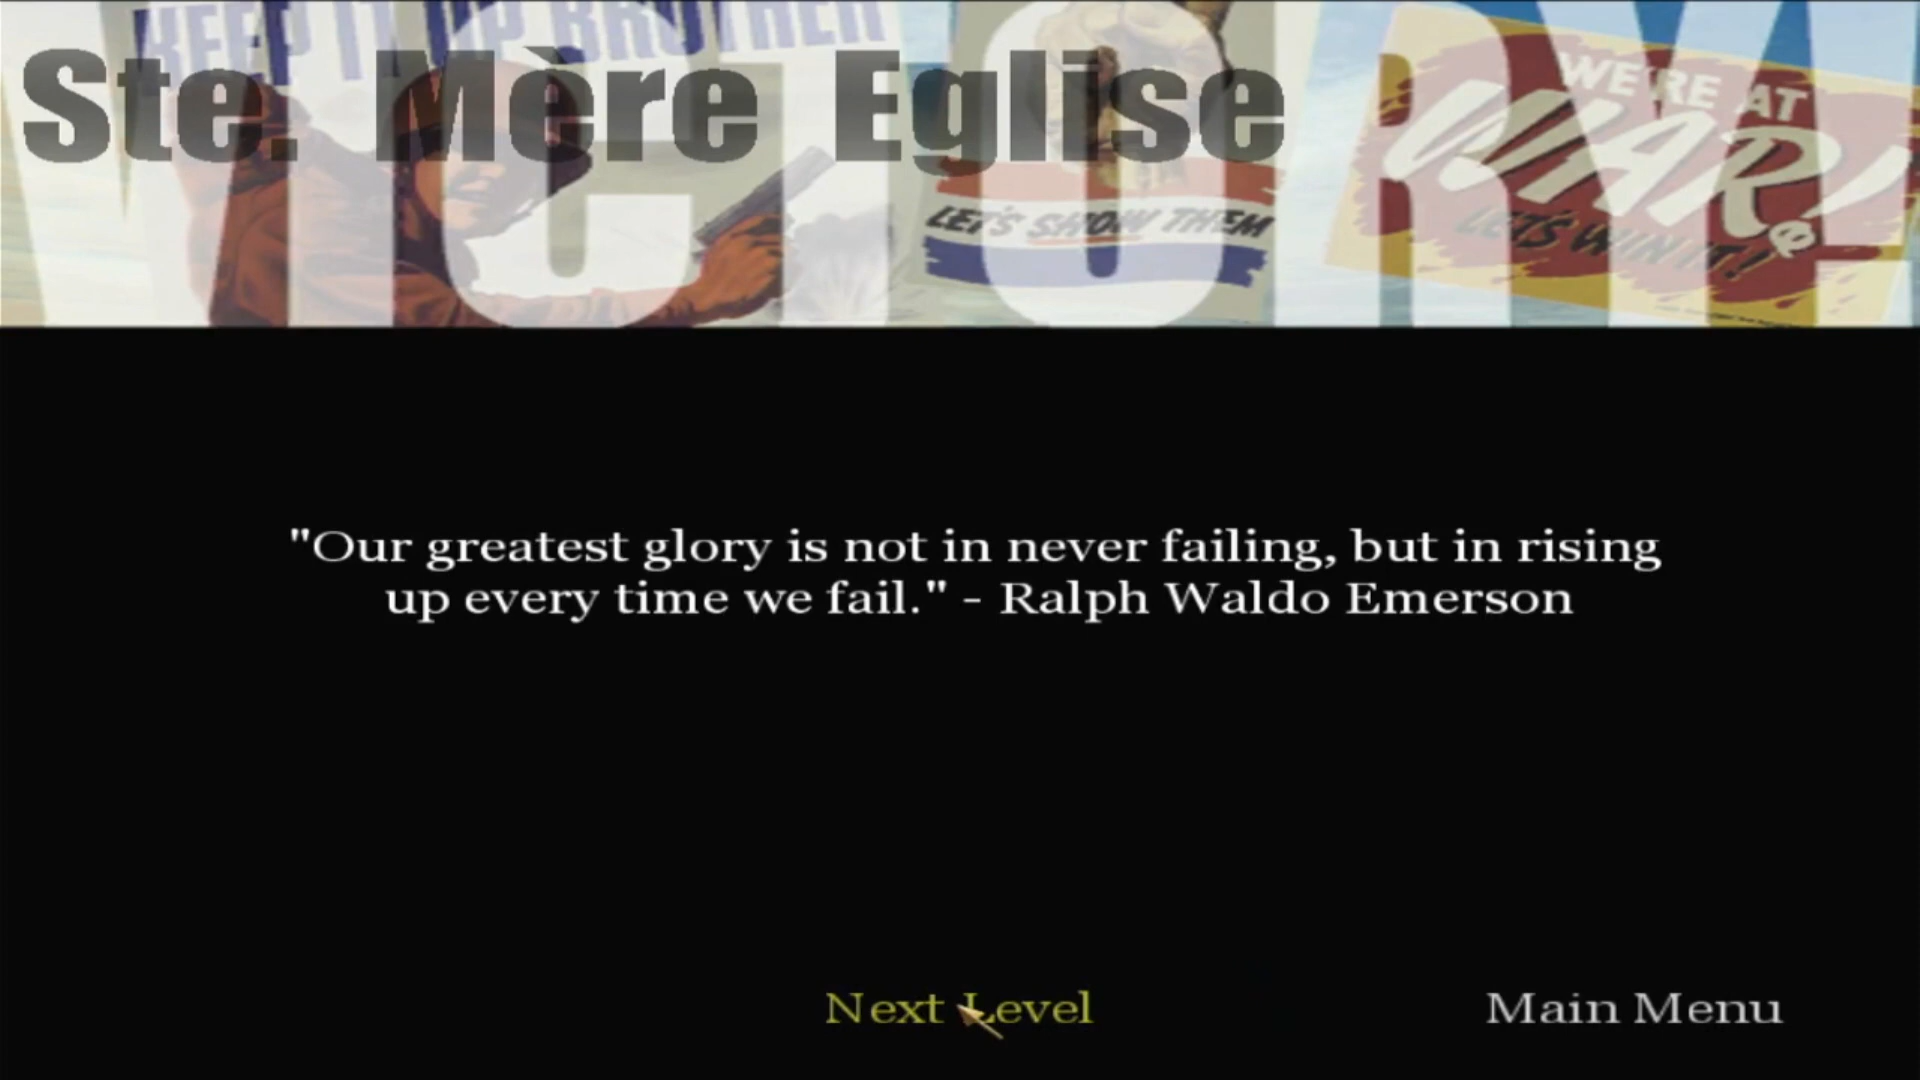 KEEP IT UP BROTHER
VICTORY
Ste. Mère Eglise
WE'RE AT
WAR!
LET'S SHOW THEM
LET'S WIN IT!
"Our greatest glory is not in never failing, but in rising
up every time we fail." - Ralph Waldo Emerson
Next Level
Main Menu